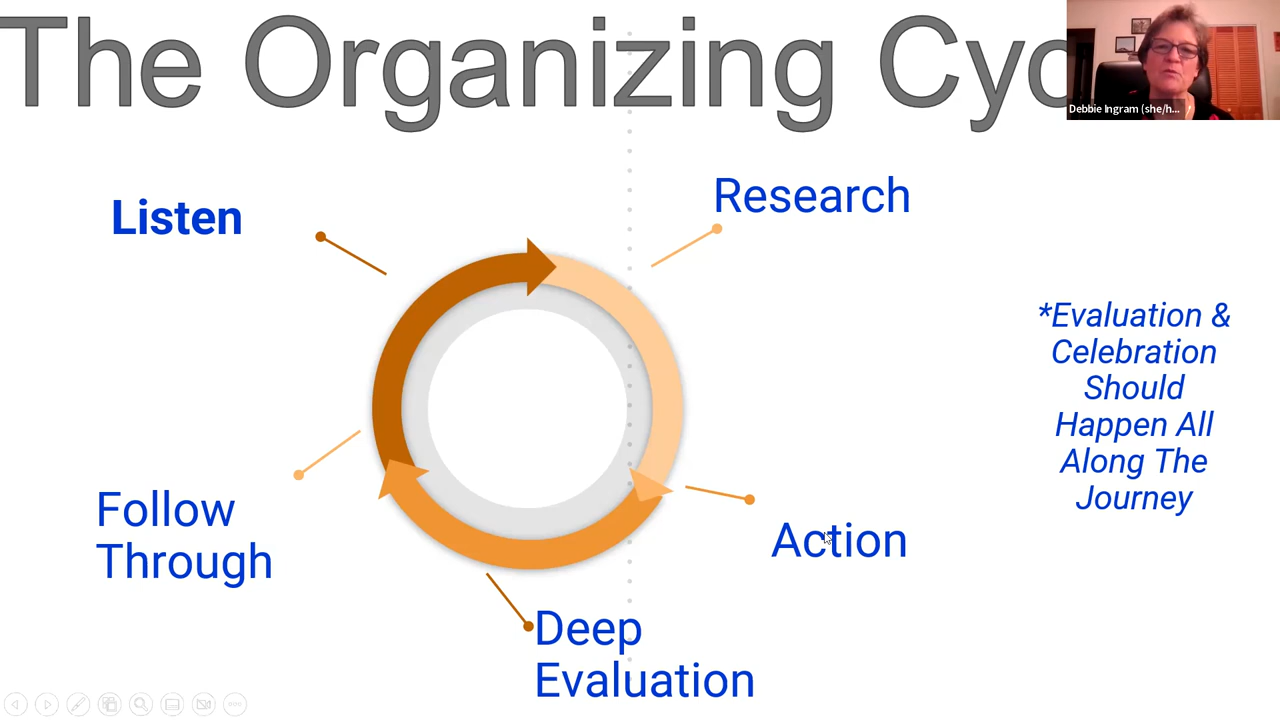 The Organizing Cyc
Debbie Ingram (she/h...
Listen
Research
*Evaluation &
Celebration
Should
Happen All
Along The
Journey
Follow
Through
Action
Deep
Evaluation